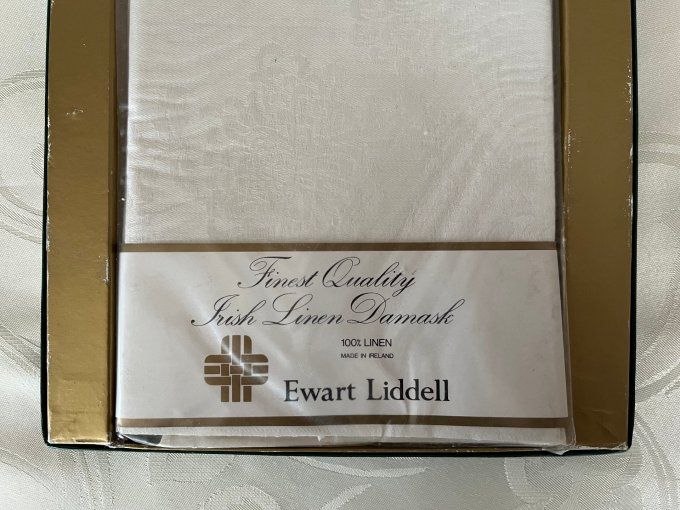 Finest Quality
Irish Linen Damask
100% LINEN
MADE IN IRELAND
Ewart Liddell